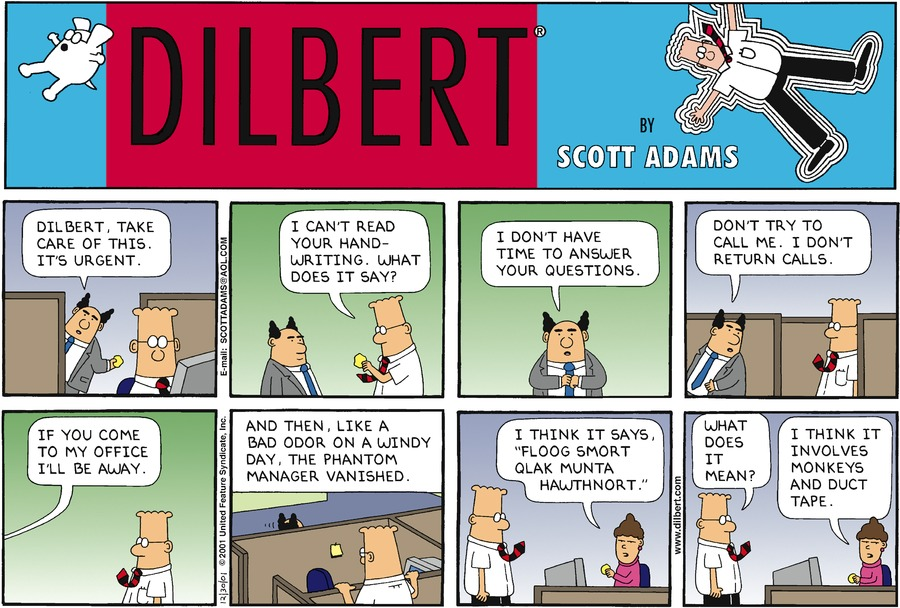 DILBERT®
BY
SCOTT ADAMS
DILBERT, TAKE
CARE OF THIS.
IT'S URGENT.
E-mail: SCOTTADAMS@AOL.COM
I CAN'T READ
YOUR HAND-
WRITING. WHAT
DOES IT SAY?
I DON'T HAVE
TIME TO ANSWER
YOUR QUESTIONS.
DON'T TRY TO
CALL ME. I DON'T
RETURN CALLS.
IF YOU COME
TO MY OFFICE
I'LL BE AWAY.
12/30/01 © 2001 United Feature Syndicate, Inc.
AND THEN, LIKE A
BAD ODOR ON A WINDY
DAY, THE PHANTOM
MANAGER VANISHED.
I THINK IT SAYS,
"FLOOG SMORT
QLAK MUNTA
HAWTHNORT."
www.dilbert.com
WHAT
DOES
IT
MEAN?
I THINK IT
INVOLVES
MONKEYS
AND DUCT
TAPE.